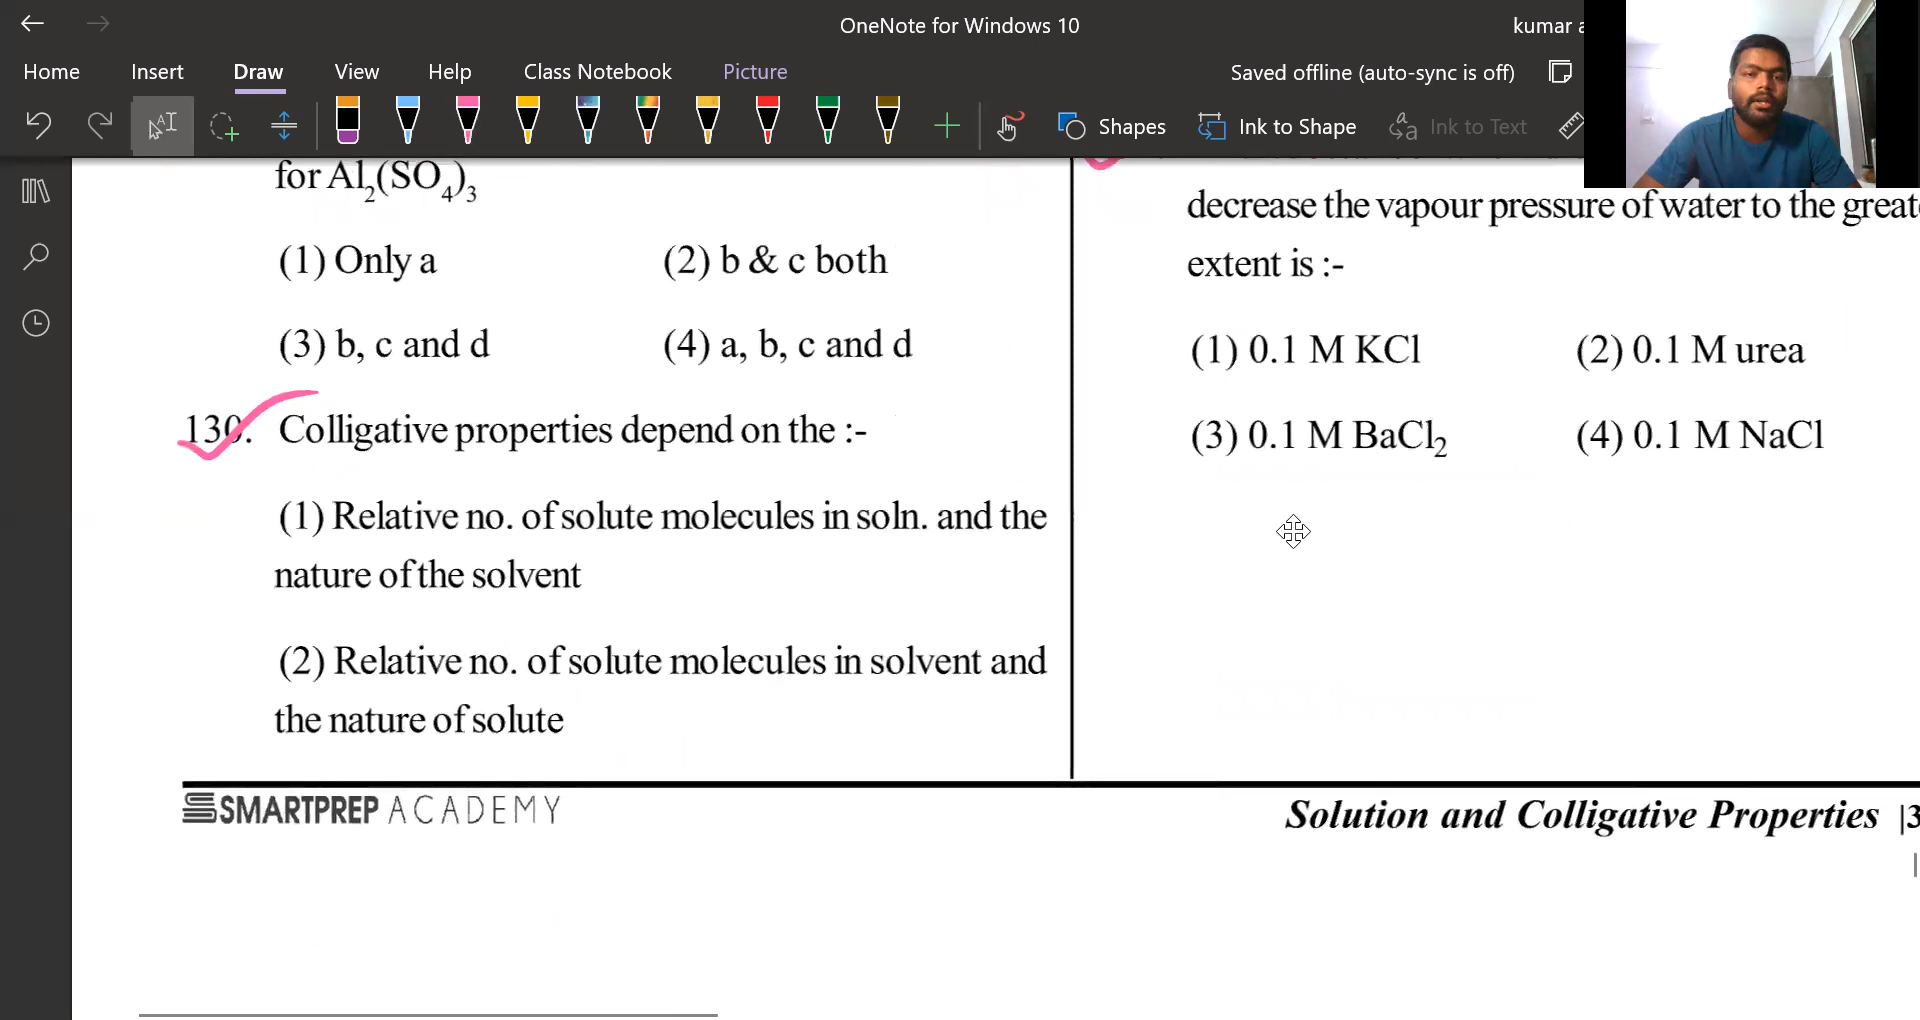 OneNote for Windows 10
kumar a
Home Insert Draw View Help Class Notebook Picture
Saved offline (auto-sync is off)
Shapes Ink to Shape Ink to Text
for Al₂(SO₄)₃
(1) Only a (2) b & c both
(3) b, c and d (4) a, b, c and d
130. Colligative properties depend on the :-
(1) Relative no. of solute molecules in soln. and the
nature of the solvent
(2) Relative no. of solute molecules in solvent and
the nature of solute
decrease the vapour pressure of water to the great
extent is :-
(1) 0.1 M KCl (2) 0.1 M urea
(3) 0.1 M BaCl₂ (4) 0.1 M NaCl
SMARTPREP ACADEMY
Solution and Colligative Properties |3